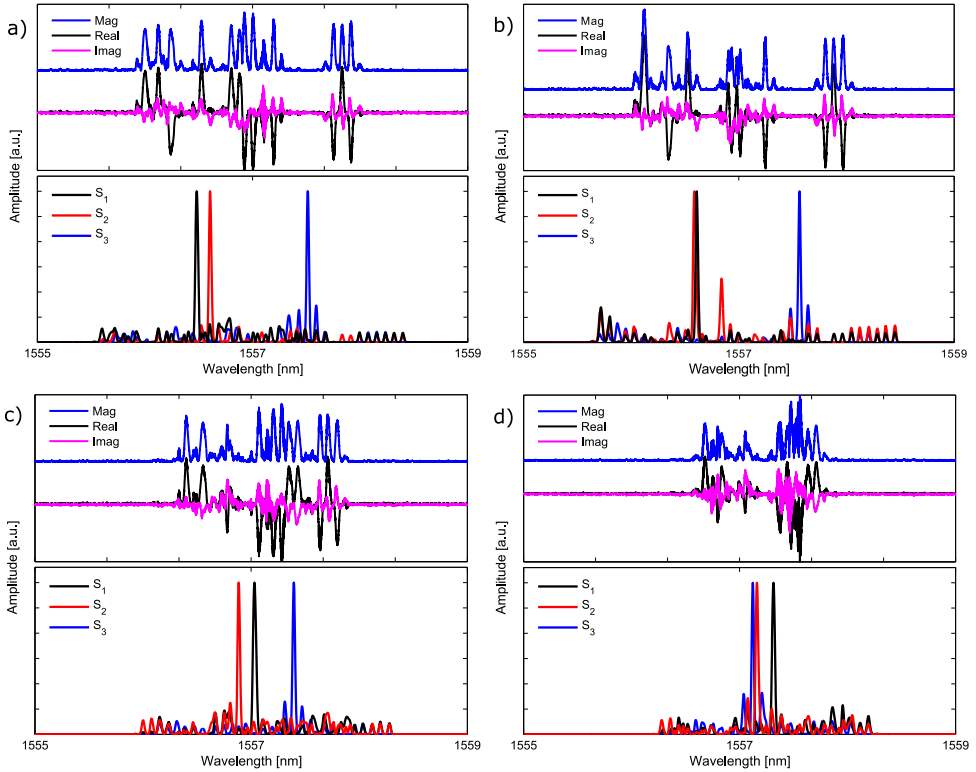 a)
Mag
Real
Imag
S1
S2
S3
Amplitude [a.u.]
1555
1557
1559
Wavelength [nm]
b)
Mag
Real
Imag
S1
S2
S3
Amplitude [a.u.]
1555
1557
1559
Wavelength [nm]
c)
Mag
Real
Imag
S1
S2
S3
Amplitude [a.u.]
1555
1557
1559
Wavelength [nm]
d)
Mag
Real
Imag
S1
S2
S3
Amplitude [a.u.]
1555
1557
1559
Wavelength [nm]